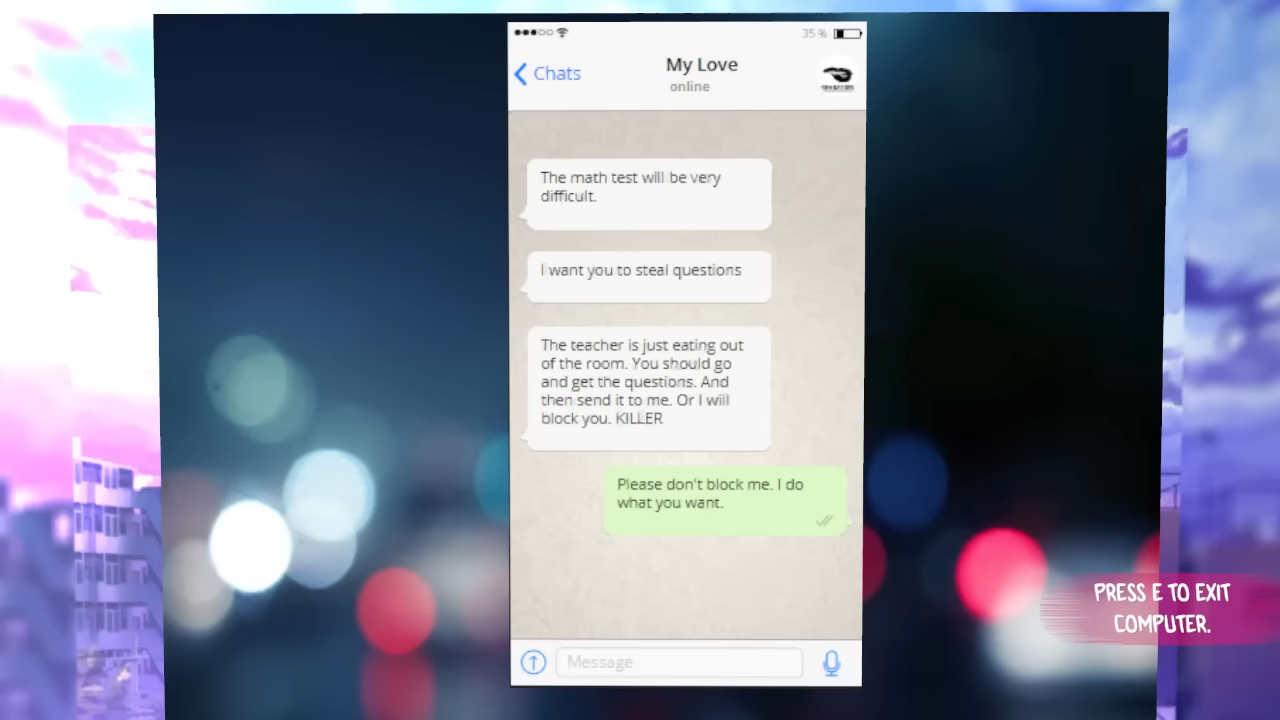 35 %
Chats
My Love
online
The math test will be very
difficult.
I want you to steal questions
The teacher is just eating out
of the room. You should go
and get the questions. And
then send it to me. Or I will
block you. KILLER
Please don't block me. I do
what you want.
Message
PRESS E TO EXIT
COMPUTER.